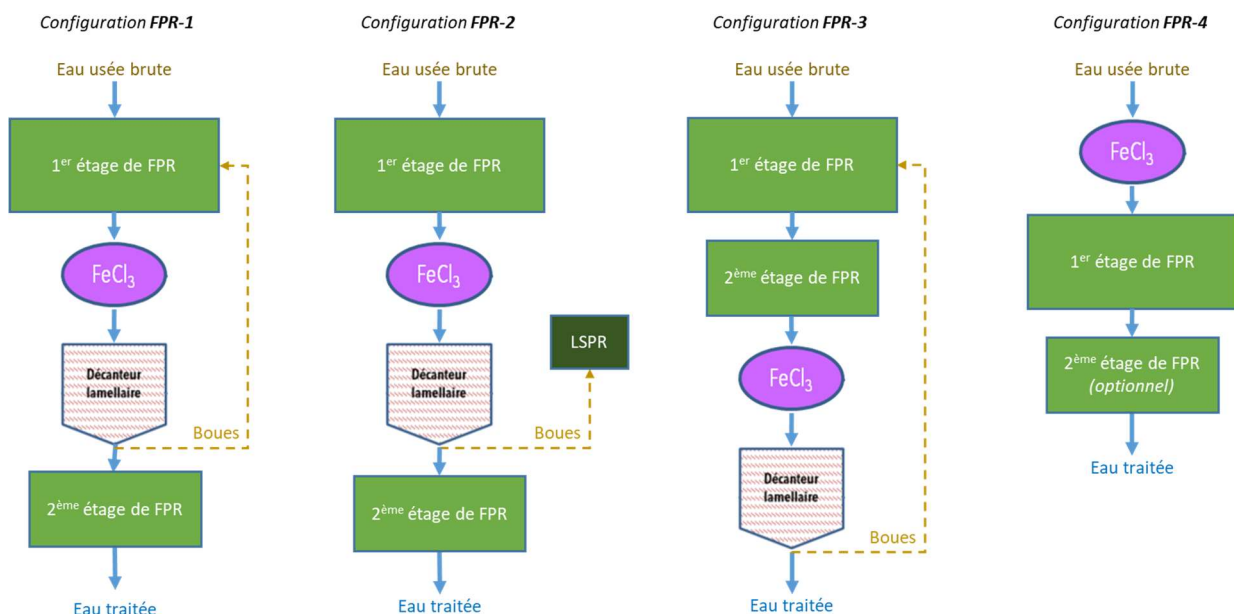 Configuration FPR-1
Eau usée brute
1er étage de FPR
FeCl3
Décanteur
lamellaire
Boues
2ème étage de FPR
Eau traitée
Configuration FPR-2
Eau usée brute
1er étage de FPR
FeCl3
LSPR
Décanteur
lamellaire
Boues
2ème étage de FPR
Eau traitée
Configuration FPR-3
Eau usée brute
1er étage de FPR
2ème étage de FPR
FeCl3
Décanteur
lamellaire
Boues
Eau traitée
Configuration FPR-4
Eau usée brute
FeCl3
1er étage de FPR
2ème étage de FPR
(optionnel)
Eau traitée